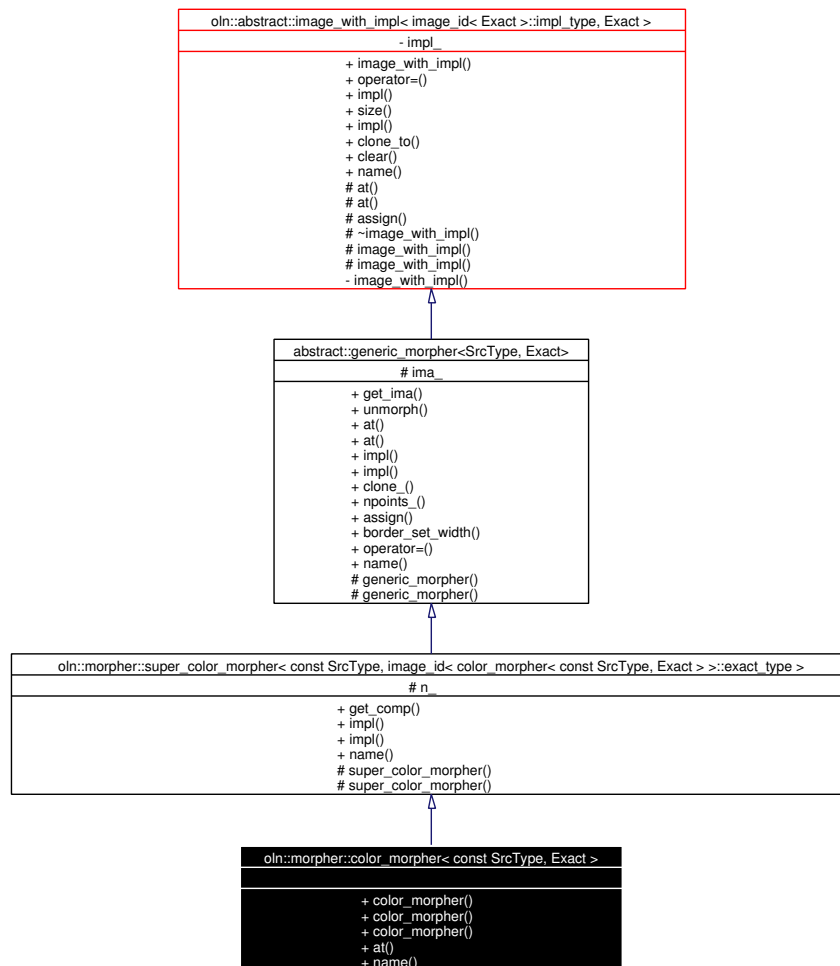 oln::abstract::image_with_impl< image_id< Exact >::impl_type, Exact >
- impl_
+ image_with_impl()
+ operator=()
+ impl()
+ size()
+ impl()
+ clone_to()
+ clear()
+ name()
# at()
# at()
# assign()
# ~image_with_impl()
# image_with_impl()
# image_with_impl()
- image_with_impl()
abstract::generic_morpher<SrcType, Exact>
# ima_
+ get_ima()
+ unmorph()
+ at()
+ at()
+ impl()
+ impl()
+ clone_()
+ npoints_()
+ assign()
+ border_set_width()
+ operator=()
+ name()
# generic_morpher()
# generic_morpher()
oln::morpher::super_color_morpher< const SrcType, image_id< color_morpher< const SrcType, Exact > >::exact_type >
# n_
+ get_comp()
+ impl()
+ impl()
+ name()
# super_color_morpher()
# super_color_morpher()
oln::morpher::color_morpher< const SrcType, Exact >
+ color_morpher()
+ color_morpher()
+ color_morpher()
+ at()
+ name()